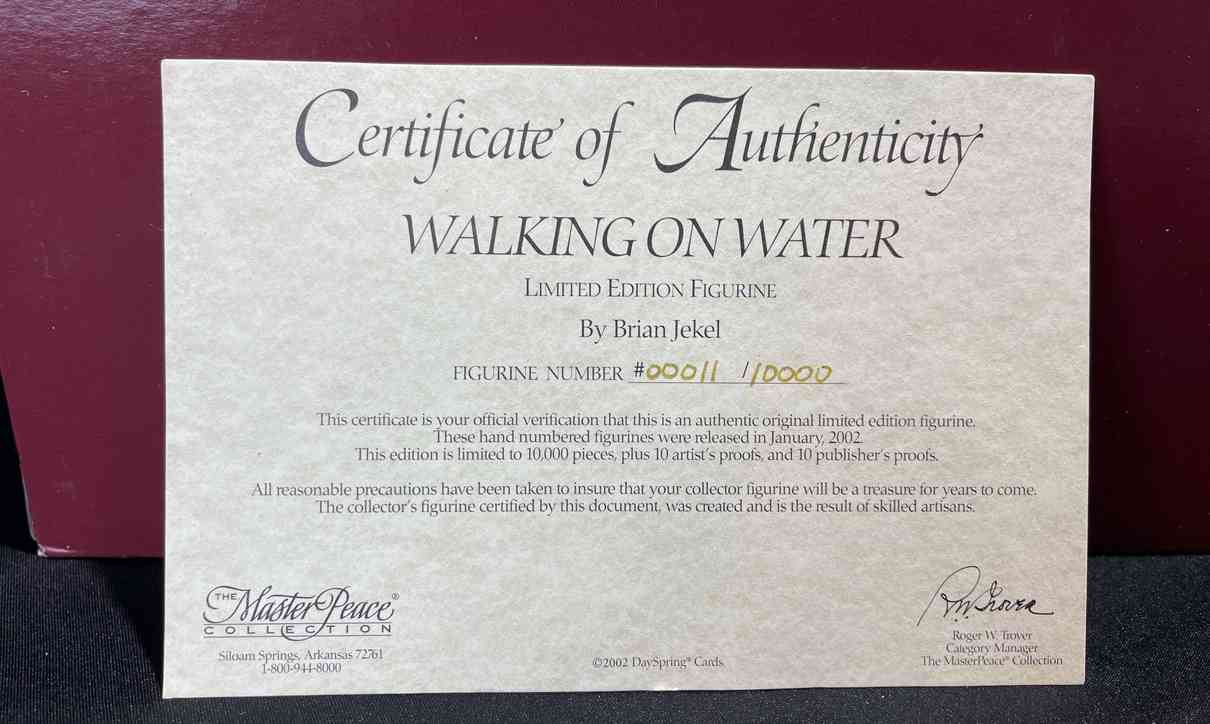 Certificate of Authenticity
WALKING ON WATER
LIMITED EDITION FIGURINE
By Brian Jekel
FIGURINE NUMBER #00011 /10000
This certificate is your official verification that this is an authentic original limited edition figurine.
These hand numbered figurines were released in January, 2002.
This edition is limited to 10,000 pieces, plus 10 artist's proofs, and 10 publisher's proofs.
All reasonable precautions have been taken to insure that your collector figurine will be a treasure for years to come.
The collector's figurine certified by this document, was created and is the result of skilled artisans.
THE MasterPeace®
COLLECTION
Siloam Springs, Arkansas 72761
1-800-944-8000
©2002 DaySpring® Cards
R.W. Trover
Roger W. Trover
Category Manager
The MasterPeace® Collection